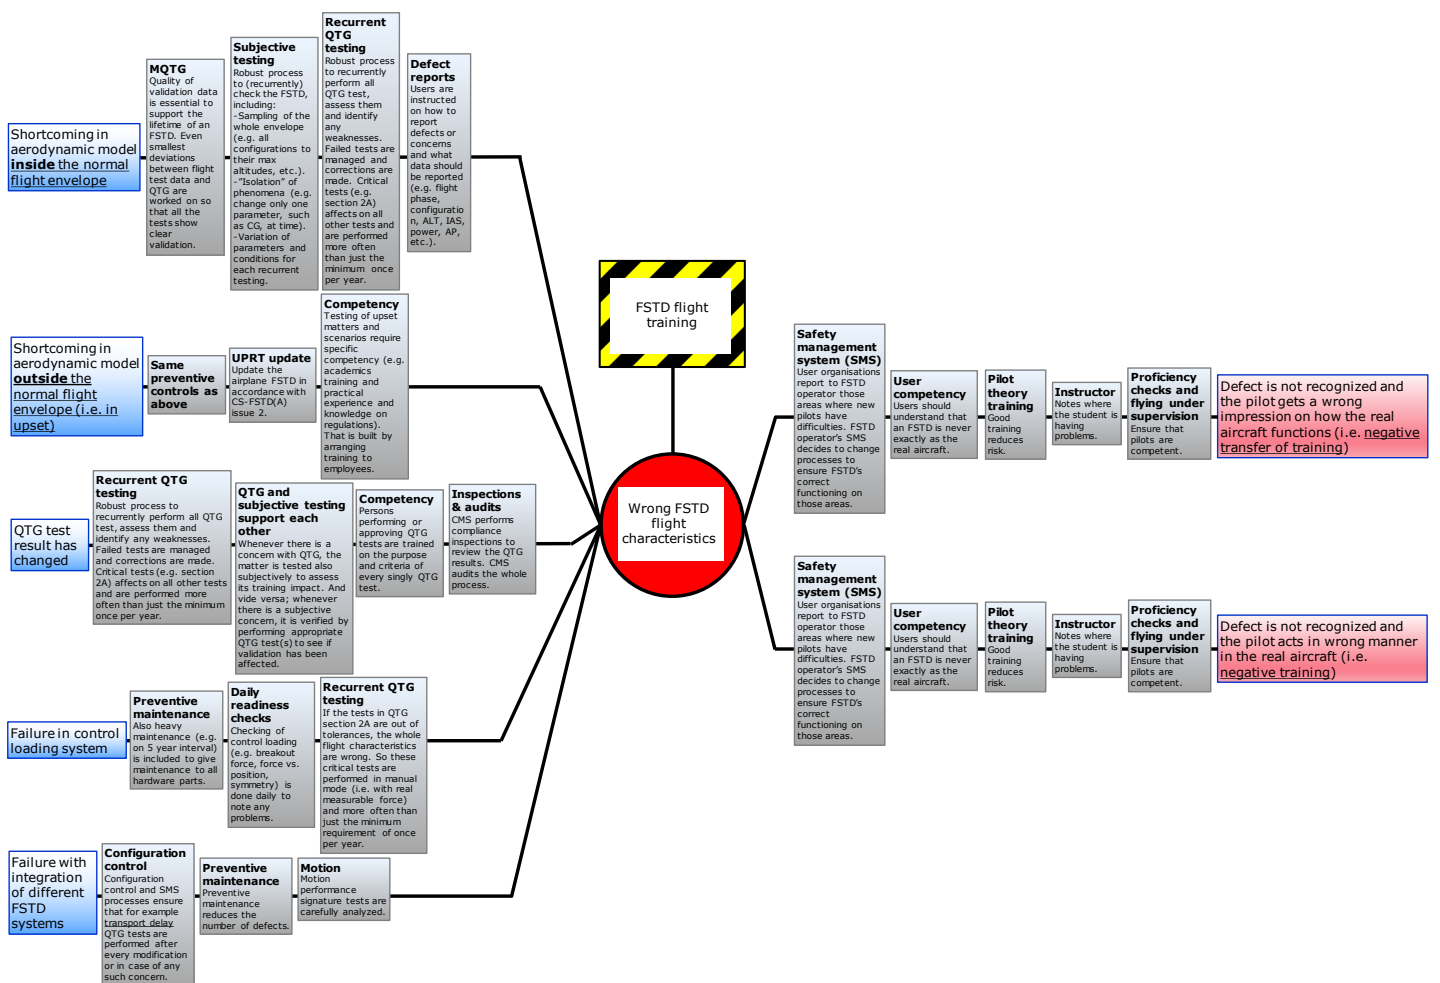 Shortcoming in
aerodynamic model
inside the normal
flight envelope
MQTG
Quality of
validation data
is essential to
support the
lifetime of an
FSTD. Even
smallest
deviations
between flight
test data and
QTG are
worked on so
that all the
tests show
clear
validation.
Subjective
testing
Robust process
to (recurrently)
check the FSTD,
including:
-Sampling of the
whole envelope
(e.g. all
configurations to
their max
altitudes, etc.).
-"Isolation" of
phenomena (e.g.
change only one
parameter, such
as CG, at time).
-Variation of
parameters and
conditions for
each recurrent
testing.
Recurrent
QTG
testing
Robust process
to recurrently
perform all
QTG test,
assess them
and identify
any
weaknesses.
Failed tests are
managed and
corrections are
made. Critical
tests (e.g.
section 2A)
affects on all
other tests and
are performed
more often
than just the
minimum once
per year.
Defect
reports
Users are
instructed
on how to
report
defects or
concerns
and what
data should
be reported
(e.g. flight
phase,
configuratio
n, ALT, IAS,
power, AP,
etc.).
Shortcoming in
aerodynamic model
outside the
normal flight
envelope (i.e. in
upset)
Same
preventive
controls as
above
UPRT update
Update the
airplane FSTD in
accordance with
CS-FSTD(A)
issue 2.
Competency
Testing of upset
matters and
scenarios require
specific
competency (e.g.
academics
training and
practical
experience and
knowledge on
regulations).
That is built by
arranging
training to
employees.
QTG test
result has
changed
Recurrent QTG
testing
Robust process to
recurrently perform all QTG
test, assess them and
identify any weaknesses.
Failed tests are managed
and corrections are made.
Critical tests (e.g. section
2A) affects on all other tests
and are performed more
often than just the minimum
once per year.
QTG and
subjective testing
support each
other
Whenever there is a
concern with QTG, the
matter is tested also
subjectively to assess
its training impact. And
vide versa; whenever
there is a subjective
concern, it is verified by
performing appropriate
QTG test(s) to see if
validation has been
affected.
Competency
Persons
performing or
approving QTG
tests are trained
on the purpose
and criteria of
every singly QTG
test.
Inspections
& audits
CMS performs
compliance
inspections to
review the QTG
results. CMS
audits the whole
process.
Failure in control
loading system
Preventive
maintenance
Also heavy
maintenance (e.g.
on 5 year interval)
is included to give
maintenance to all
hardware parts.
Daily
readiness
checks
Checking of
control loading
(e.g. breakout
force, force vs.
position,
symmetry) is
done daily to
note any
problems.
Recurrent QTG
testing
If the tests in QTG
section 2A are out of
tolerances, the whole
flight characteristics
are wrong. So these
critical tests are
performed in manual
mode (i.e. with real
measurable force)
and more often than
just the minimum
requirement of once
per year.
Failure with
integration
of different
FSTD
systems
Configuration
control
Configuration
control and SMS
processes ensure
that for example
transport delay
QTG tests are
performed after
every modification
or in case of any
such concern.
Preventive
maintenance
Preventive
maintenance
reduces the
number of defects.
Motion
Motion
performance
signature tests are
carefully analyzed.
FSTD flight
training
Wrong FSTD
flight
characteristics
Safety
management
system (SMS)
User organisations
report to FSTD
operator those
areas where new
pilots have
difficulties. FSTD
operator's SMS
decides to change
processes to
ensure FSTD's
correct
functioning on
those areas.
User
competency
Users should
understand that
an FSTD is never
exactly as the
real aircraft.
Pilot
theory
training
Good
training
reduces
risk.
Instructor
Notes where
the student is
having
problems.
Proficiency
checks and
flying under
supervision
Ensure that
pilots are
competent.
Defect is not recognized and
the pilot gets a wrong
impression on how the real
aircraft functions (i.e. negative
transfer of training)
Safety
management
system (SMS)
User organisations
report to FSTD
operator those
areas where new
pilots have
difficulties. FSTD
operator's SMS
decides to change
processes to
ensure FSTD's
correct
functioning on
those areas.
User
competency
Users should
understand that
an FSTD is never
exactly as the
real aircraft.
Pilot
theory
training
Good
training
reduces
risk.
Instructor
Notes where
the student is
having
problems.
Proficiency
checks and
flying under
supervision
Ensure that
pilots are
competent.
Defect is not recognized and
the pilot acts in wrong manner
in the real aircraft (i.e.
negative training)